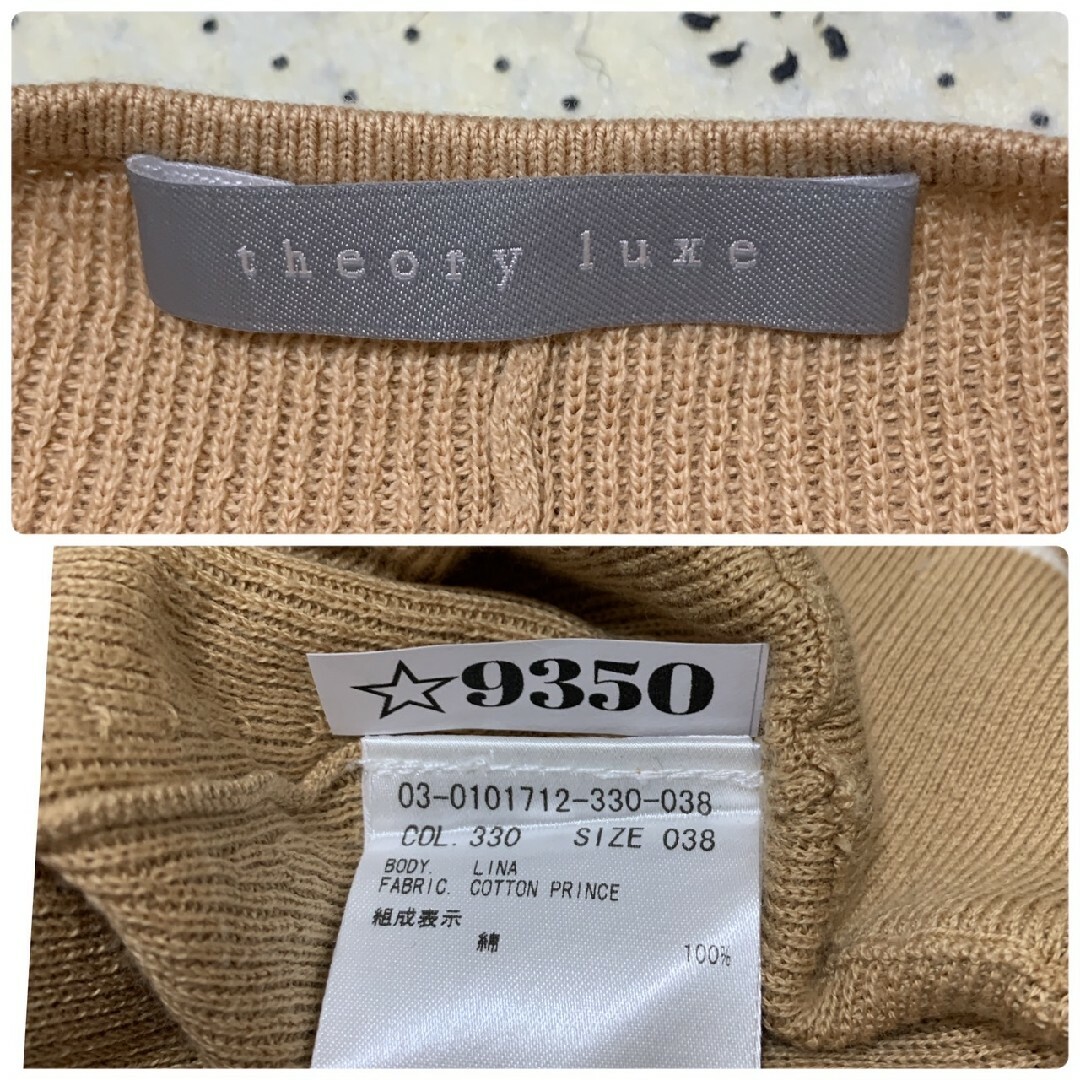 theory luxe
☆9350
03-0101712-330-038
COL. 330 SIZE 038
BODY. LINA
FABRIC. COTTON PRINCE
組成表示
綿 100%